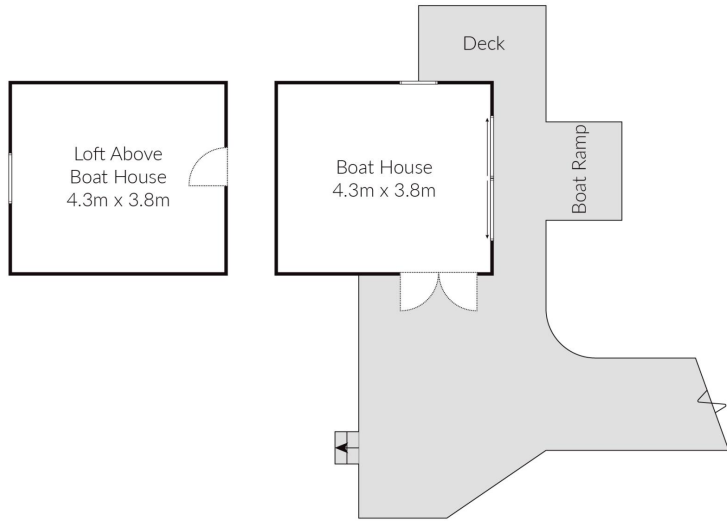 Deck
Loft Above
Boat House
4.3m x 3.8m
Boat House
4.3m x 3.8m
Boat Ramp